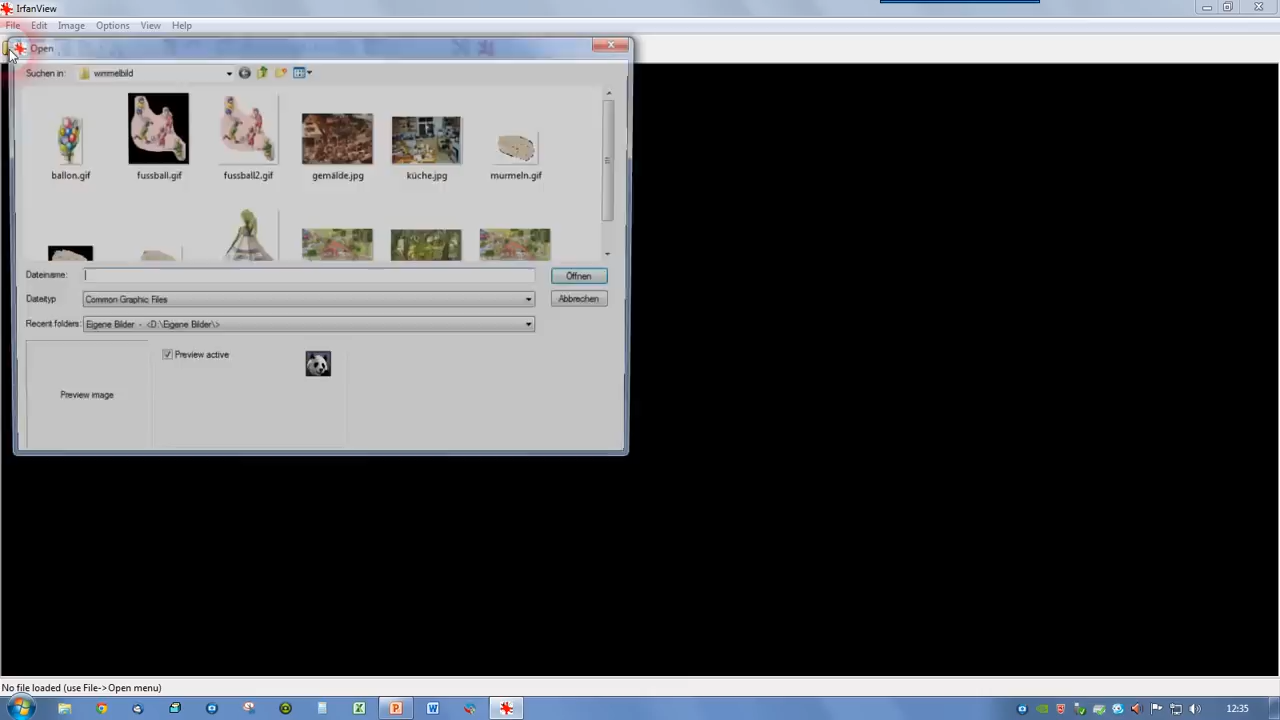 IrfanView
File Edit Image Options View Help
Open
Suchen in: wimmelbild
ballon.gif fussball.gif fussball2.gif gemälde.jpg küche.jpg murmeln.gif
Dateiname: Öffnen
Dateityp Common Graphic Files Abbrechen
Recent folders: Eigene Bilder - <D:\Eigene Bilder\>
Preview active
Preview image
No file loaded (use File->Open menu)
12:35